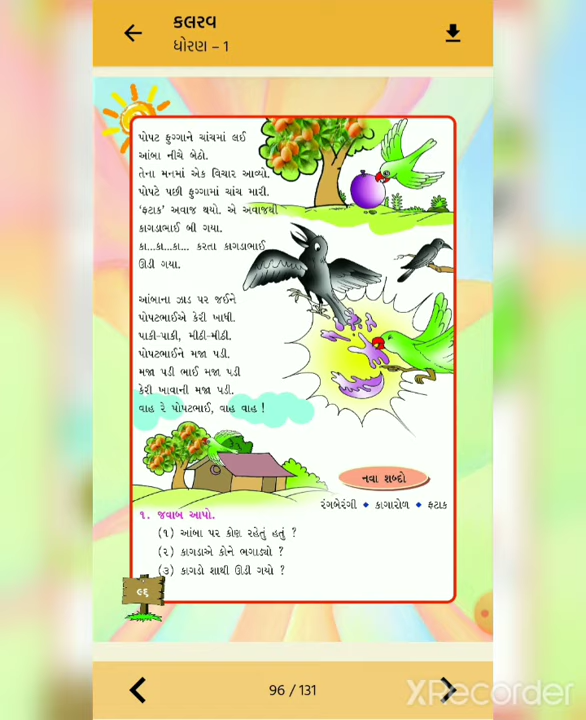 કલરવ
ધોરણ – 1
પોપટ ફુગ્ગાને ચાંચમાં લઈ
આંબા નીચે બેઠો.
તેના મનમાં એક વિચાર આવ્યો.
પોપટે પછી ફુગ્ગામાં ચાંચ મારી.
‘ફટાક’ અવાજ થયો. એ અવાજથી
કાગડાભાઈ બી ગયા.
કા...કા...કા... કરતા કાગડાભાઈ
ઊડી ગયા.
આંબાના ઝાડ પર જઈને
પોપટભાઈએ કેરી ખાધી.
પાકી-પાકી, મીઠી-મીઠી.
પોપટભાઈને મજા પડી.
મજા પડી ભાઈ મજા પડી
કેરી ખાવાની મજા પડી.
વાહ રે પોપટભાઈ, વાહ વાહ !
નવા શબ્દો
રંગબેરંગી ◆ કાગારોળ ◆ ફટાક
૧. જવાબ આપો.
(૧) આંબા પર કોણ રહેતું હતું ?
(૨) કાગડાએ કોને ભગાડ્યો ?
(૩) કાગડો શાથી ઊડી ગયો ?
૯૬
96 / 131
XRecorder